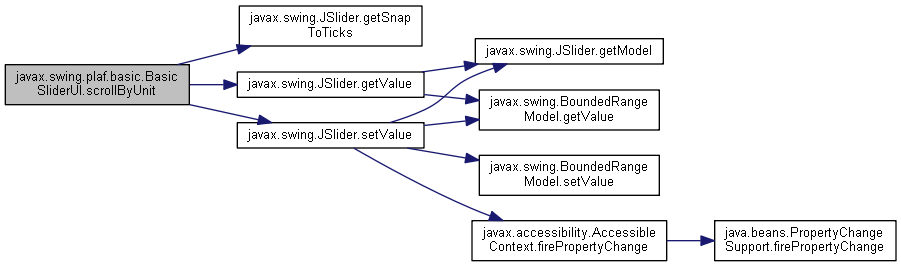 javax.swing.plaf.basic.Basic
SliderUI.scrollByUnit
javax.swing.JSlider.getSnap
ToTicks
javax.swing.JSlider.getValue
javax.swing.JSlider.setValue
javax.swing.JSlider.getModel
javax.swing.BoundedRange
Model.getValue
javax.swing.BoundedRange
Model.setValue
javax.accessibility.Accessible
Context.firePropertyChange
java.beans.PropertyChange
Support.firePropertyChange